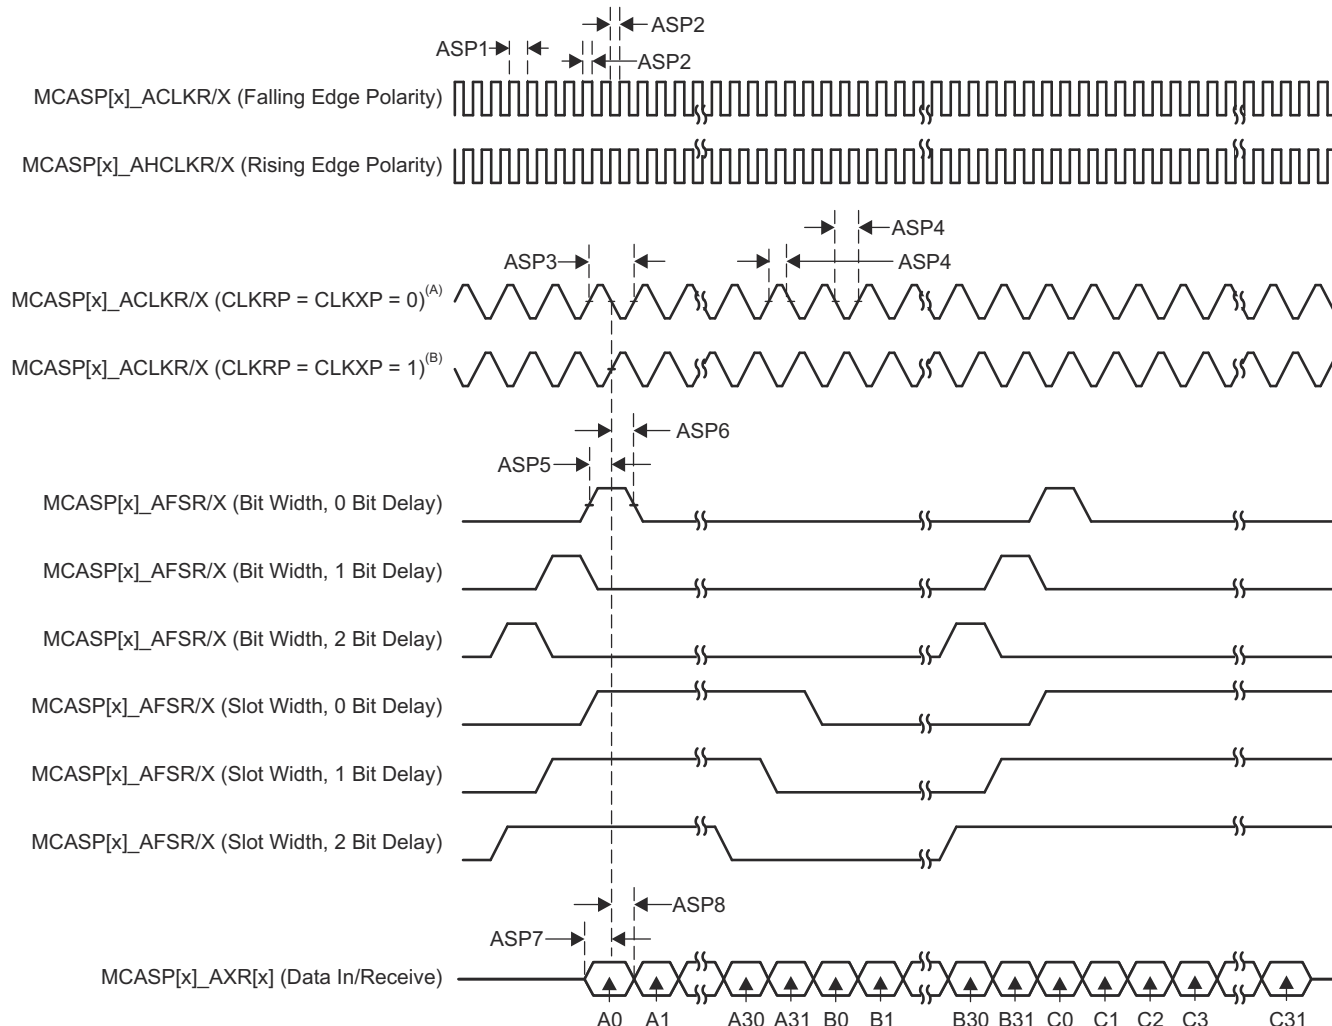 ASP2
ASP1
ASP2
MCASP[x]_ACLKR/X (Falling Edge Polarity)
MCASP[x]_AHCLKR/X (Rising Edge Polarity)
ASP4
ASP3
ASP4
MCASP[x]_ACLKR/X (CLKRP = CLKXP = 0)(A)
MCASP[x]_ACLKR/X (CLKRP = CLKXP = 1)(B)
ASP6
ASP5
MCASP[x]_AFSR/X (Bit Width, 0 Bit Delay)
MCASP[x]_AFSR/X (Bit Width, 1 Bit Delay)
MCASP[x]_AFSR/X (Bit Width, 2 Bit Delay)
MCASP[x]_AFSR/X (Slot Width, 0 Bit Delay)
MCASP[x]_AFSR/X (Slot Width, 1 Bit Delay)
MCASP[x]_AFSR/X (Slot Width, 2 Bit Delay)
ASP8
ASP7
MCASP[x]_AXR[x] (Data In/Receive)
A0 A1 A30 A31 B0 B1 B30 B31 C0 C1 C2 C3 C31